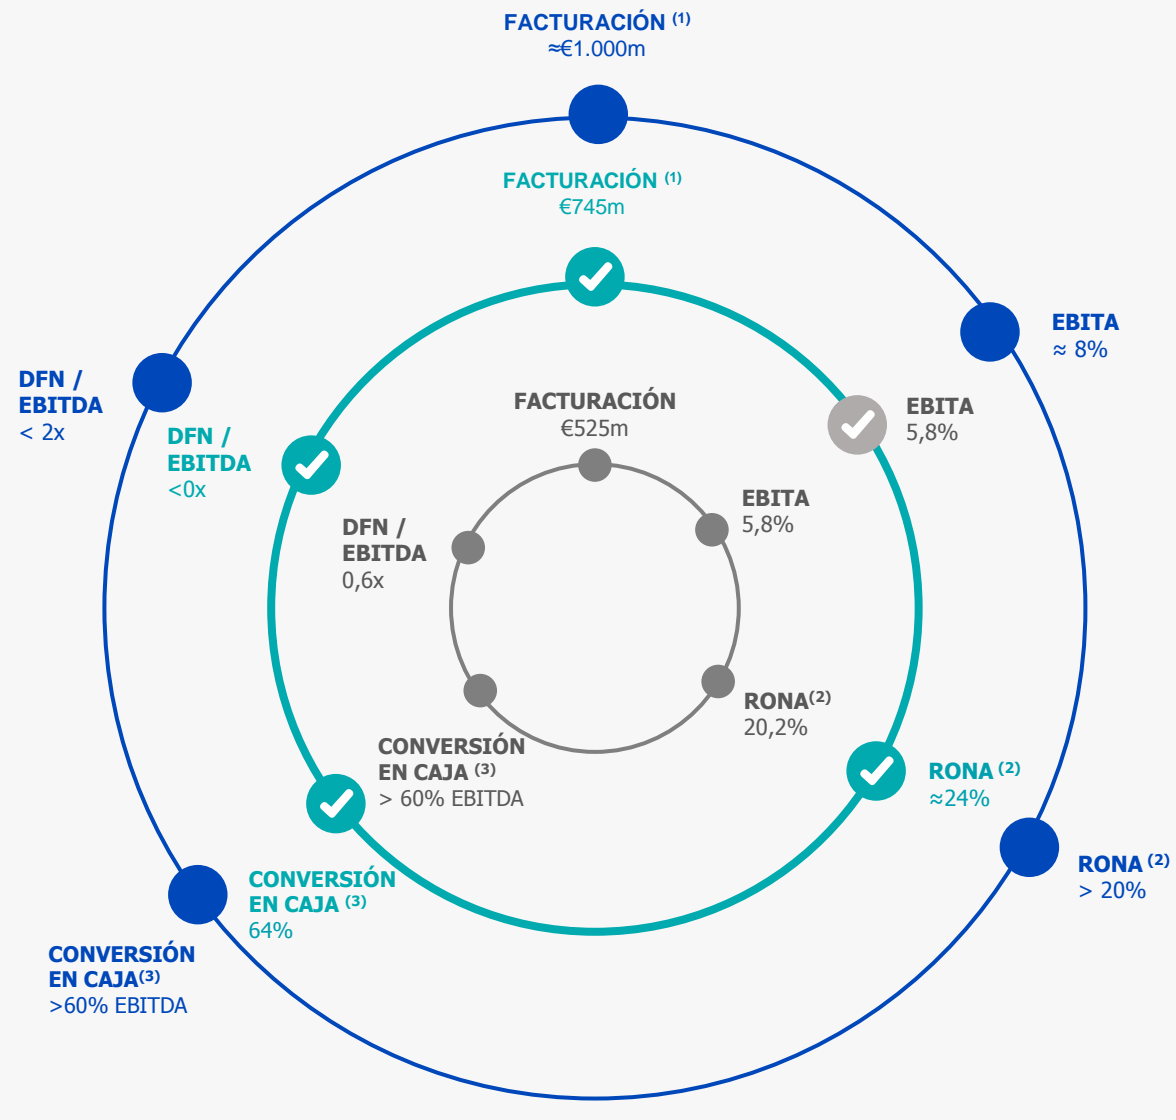 FACTURACIÓN (1)
≈€1.000m
FACTURACIÓN (1)
€745m
EBITA
≈ 8%
DFN /
EBITDA
< 2x
FACTURACIÓN
€525m
EBITA
5,8%
DFN /
EBITDA
<0x
EBITA
5,8%
DFN /
EBITDA
0,6x
RONA(2)
20,2%
CONVERSIÓN
EN CAJA (3)
> 60% EBITDA
RONA (2)
≈24%
RONA (2)
> 20%
CONVERSIÓN
EN CAJA (3)
64%
CONVERSIÓN
EN CAJA(3)
>60% EBITDA